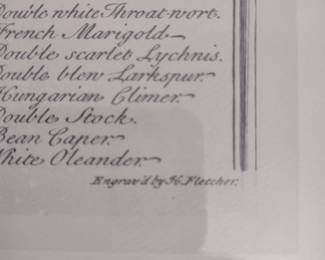 Double white Throat-wort.
French Marigold
Double scarlet Lychnis.
Double blew Larkspur.
Hungarian Climer.
Double Stock.
Bean Caper.
White Oleander.
Engrav'd by H. Fletcher.